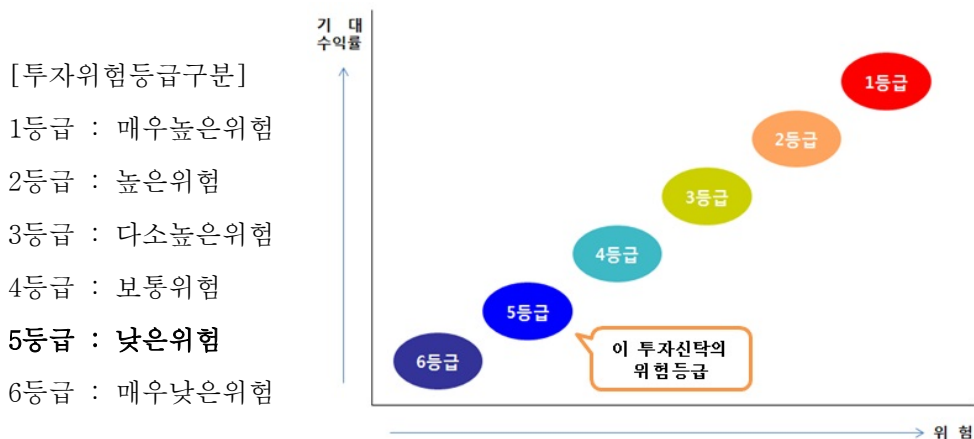 [투자위험등급구분]
1등급 : 매우높은위험
2등급 : 높은위험
3등급 : 다소높은위험
4등급 : 보통위험
5등급 : 낮은위험
6등급 : 매우낮은위험
기 대
수익률
1등급
2등급
3등급
4등급
5등급
6등급
이 투자신탁의
위험등급
위 험